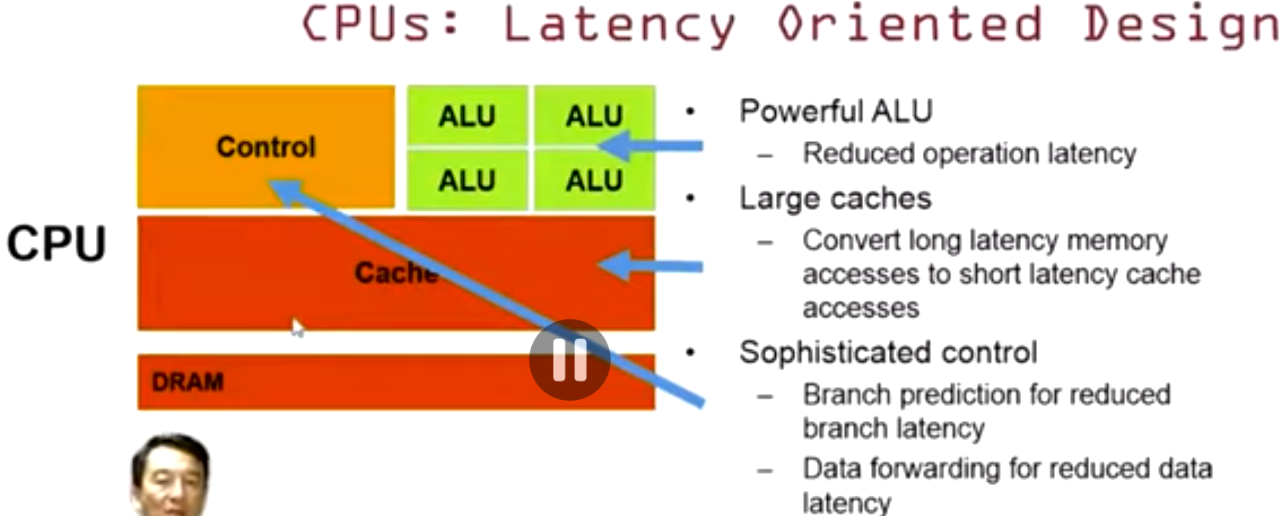 CPUs: Latency Oriented Design
CPU
Control
ALU
ALU
ALU
ALU
Cache
DRAM
• Powerful ALU
– Reduced operation latency
• Large caches
– Convert long latency memory
accesses to short latency cache
accesses
• Sophisticated control
– Branch prediction for reduced
branch latency
– Data forwarding for reduced data
latency